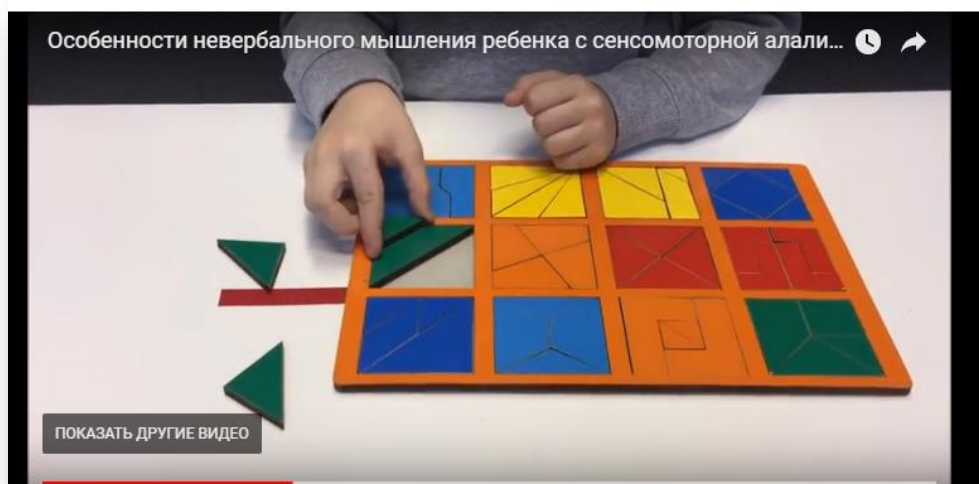 Особенности невербального мышления ребенка с сенсомоторной алали...
ПОКАЗАТЬ ДРУГИЕ ВИДЕО